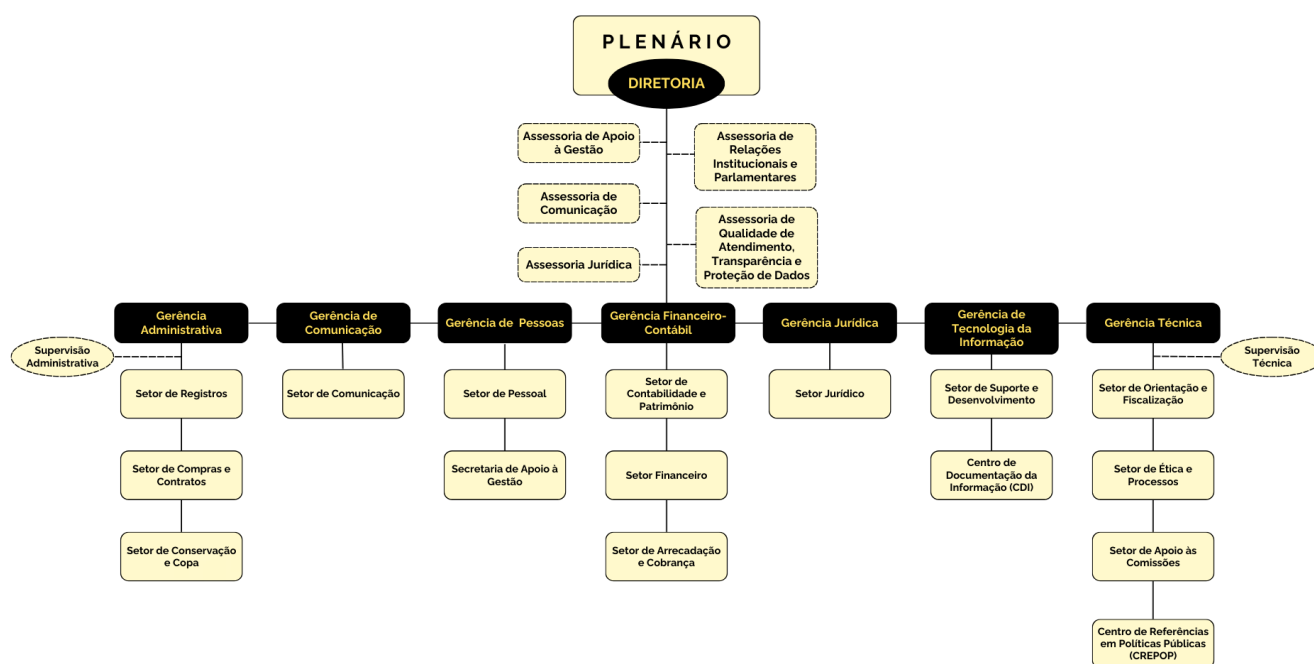 PLENÁRIO
DIRETORIA
Assessoria de Apoio
à Gestão
Assessoria de
Relações
Institucionais e
Parlamentares
Assessoria de
Comunicação
Assessoria de
Qualidade de
Atendimento,
Transparência e
Proteção de Dados
Assessoria Jurídica
Gerência
Administrativa
Gerência de
Comunicação
Gerência de Pessoas
Gerência Financeiro-
Contábil
Gerência Jurídica
Gerência de
Tecnologia da
Informação
Gerência Técnica
Supervisão
Administrativa
Supervisão
Técnica
Setor de Registros
Setor de Comunicação
Setor de Pessoal
Setor de
Contabilidade e
Patrimônio
Setor Jurídico
Setor de Suporte e
Desenvolvimento
Setor de Orientação e
Fiscalização
Setor de Compras e
Contratos
Secretaria de Apoio à
Gestão
Setor Financeiro
Centro de
Documentação da
Informação (CDI)
Setor de Ética e
Processos
Setor de Conservação
e Copa
Setor de Arrecadação
e Cobrança
Setor de Apoio às
Comissões
Centro de Referências
em Políticas Públicas
(CREPOP)